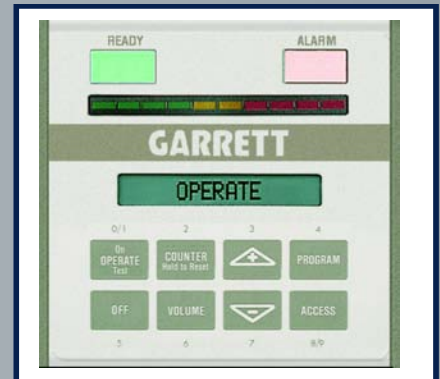 READY ALARM
GARRETT
OPERATE
0/1 2 3 4
On
OPERATE
Test
COUNTER
Hold to Reset
+
PROGRAM
OFF VOLUME - ACCESS
5 6 7 8/9